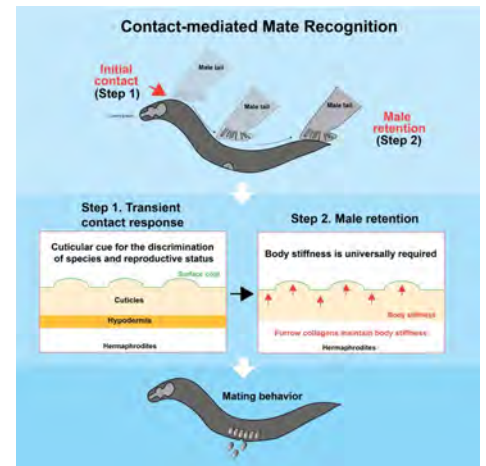 Contact-mediated Mate Recognition
Male tail
Initial
contact
(Step 1)
Male tail
Male tail
Male
retention
(Step 2)
Step 1. Transient
contact response
Cuticular cue for the discrimination
of species and reproductive status
Surface coat
Cuticles
Hypodermis
Hermaphrodites
Step 2. Male retention
Body stiffness is universally required
Body stiffness
Furrow collagens maintain body stiffness
Hermaphrodites
Mating behavior